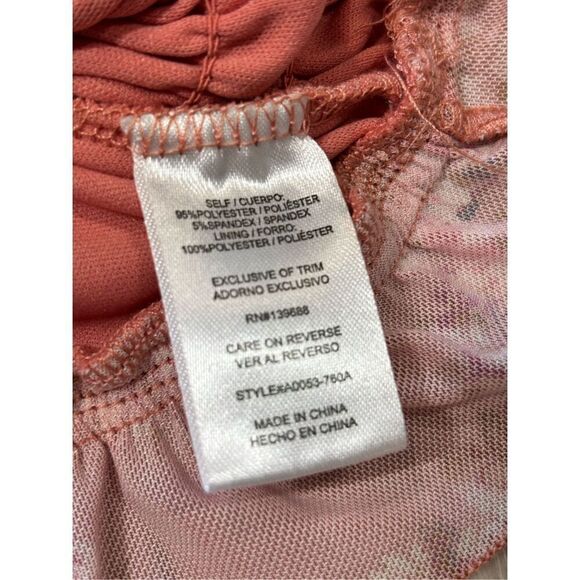 SELF / CUERPO:
95%POLYESTER / POLIÉSTER
5%SPANDEX / SPANDEX
LINING / FORRO:
100%POLYESTER / POLIÉSTER
EXCLUSIVE OF TRIM
ADORNO EXCLUSIVO
RN#139688
CARE ON REVERSE
VER AL REVERSO
STYLE#A0053-760A
MADE IN CHINA
HECHO EN CHINA